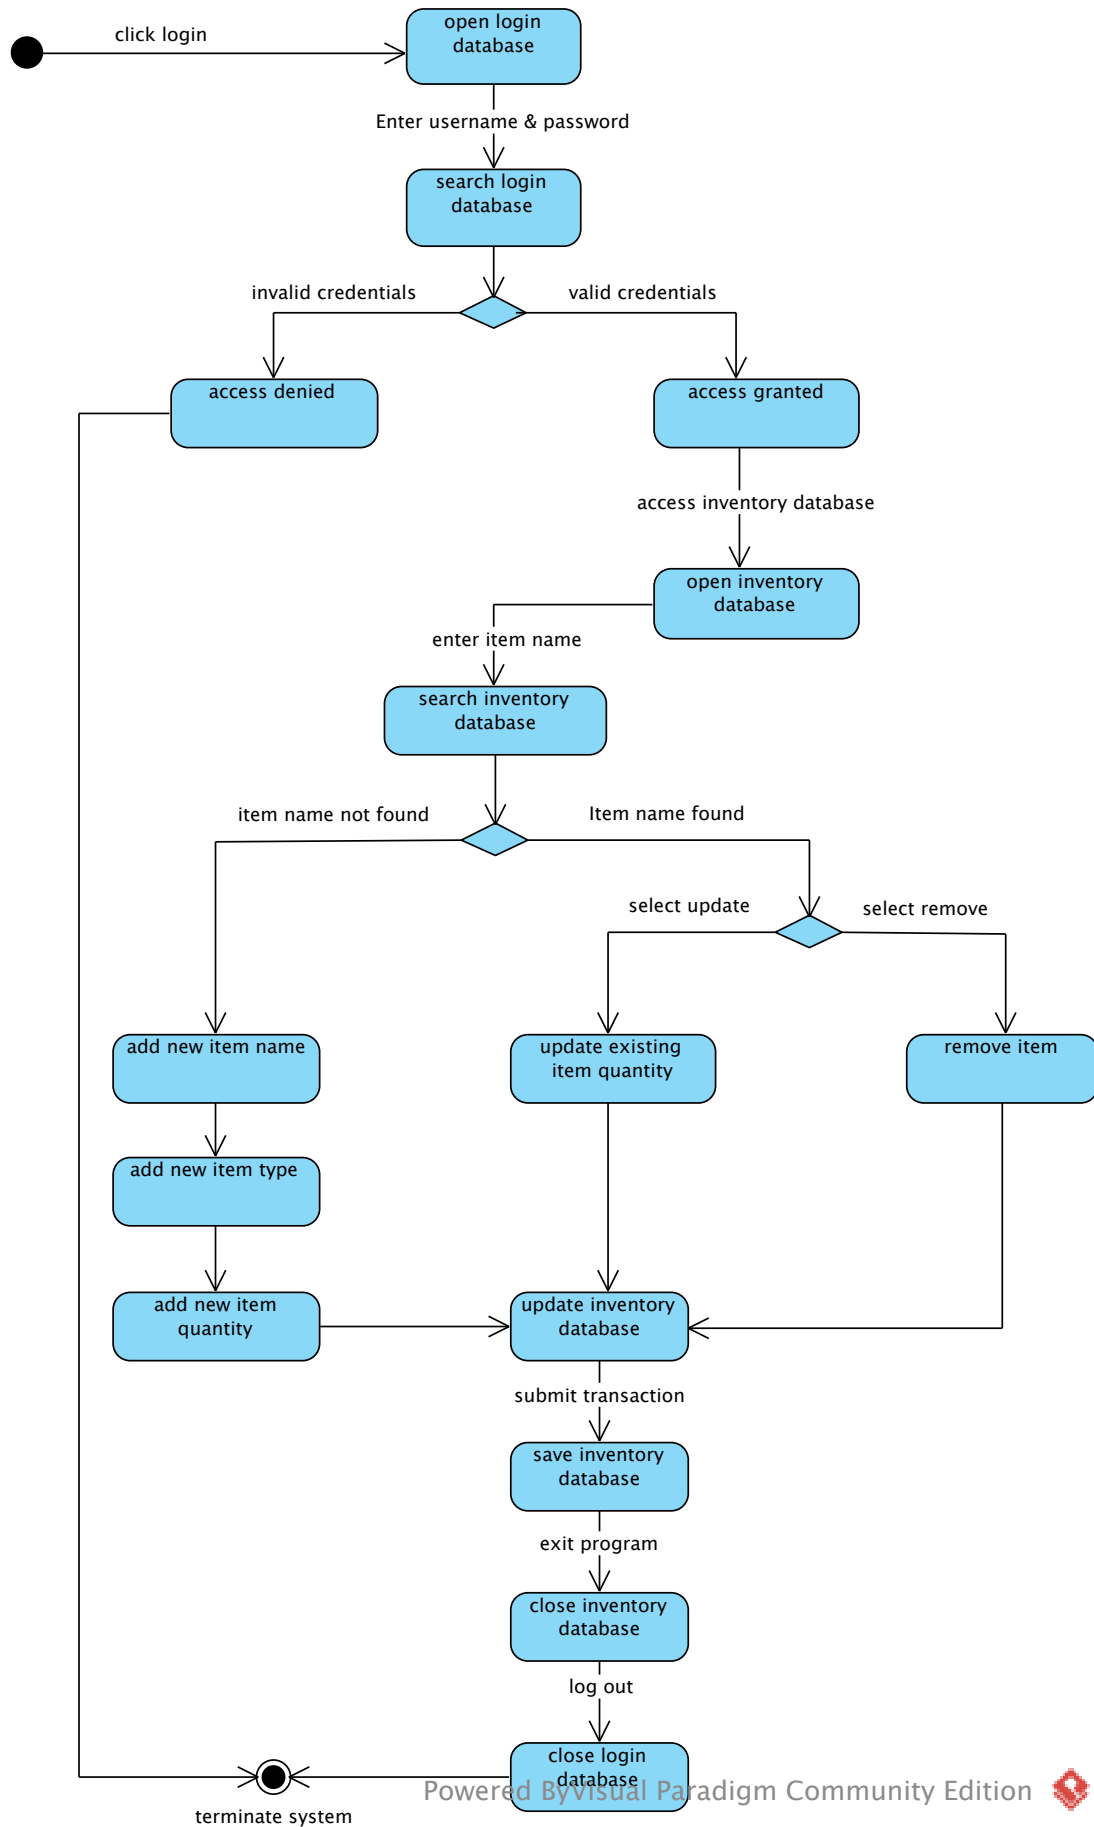 click login
open login
database
Enter username & password
search login
database
invalid credentials
valid credentials
access denied
access granted
access inventory database
open inventory
database
enter item name
search inventory
database
item name not found
Item name found
select update
select remove
add new item name
update existing
item quantity
remove item
add new item type
add new item
quantity
update inventory
database
submit transaction
save inventory
database
exit program
close inventory
database
log out
close login
database
Powered ByVisual Paradigm Community Edition
terminate system